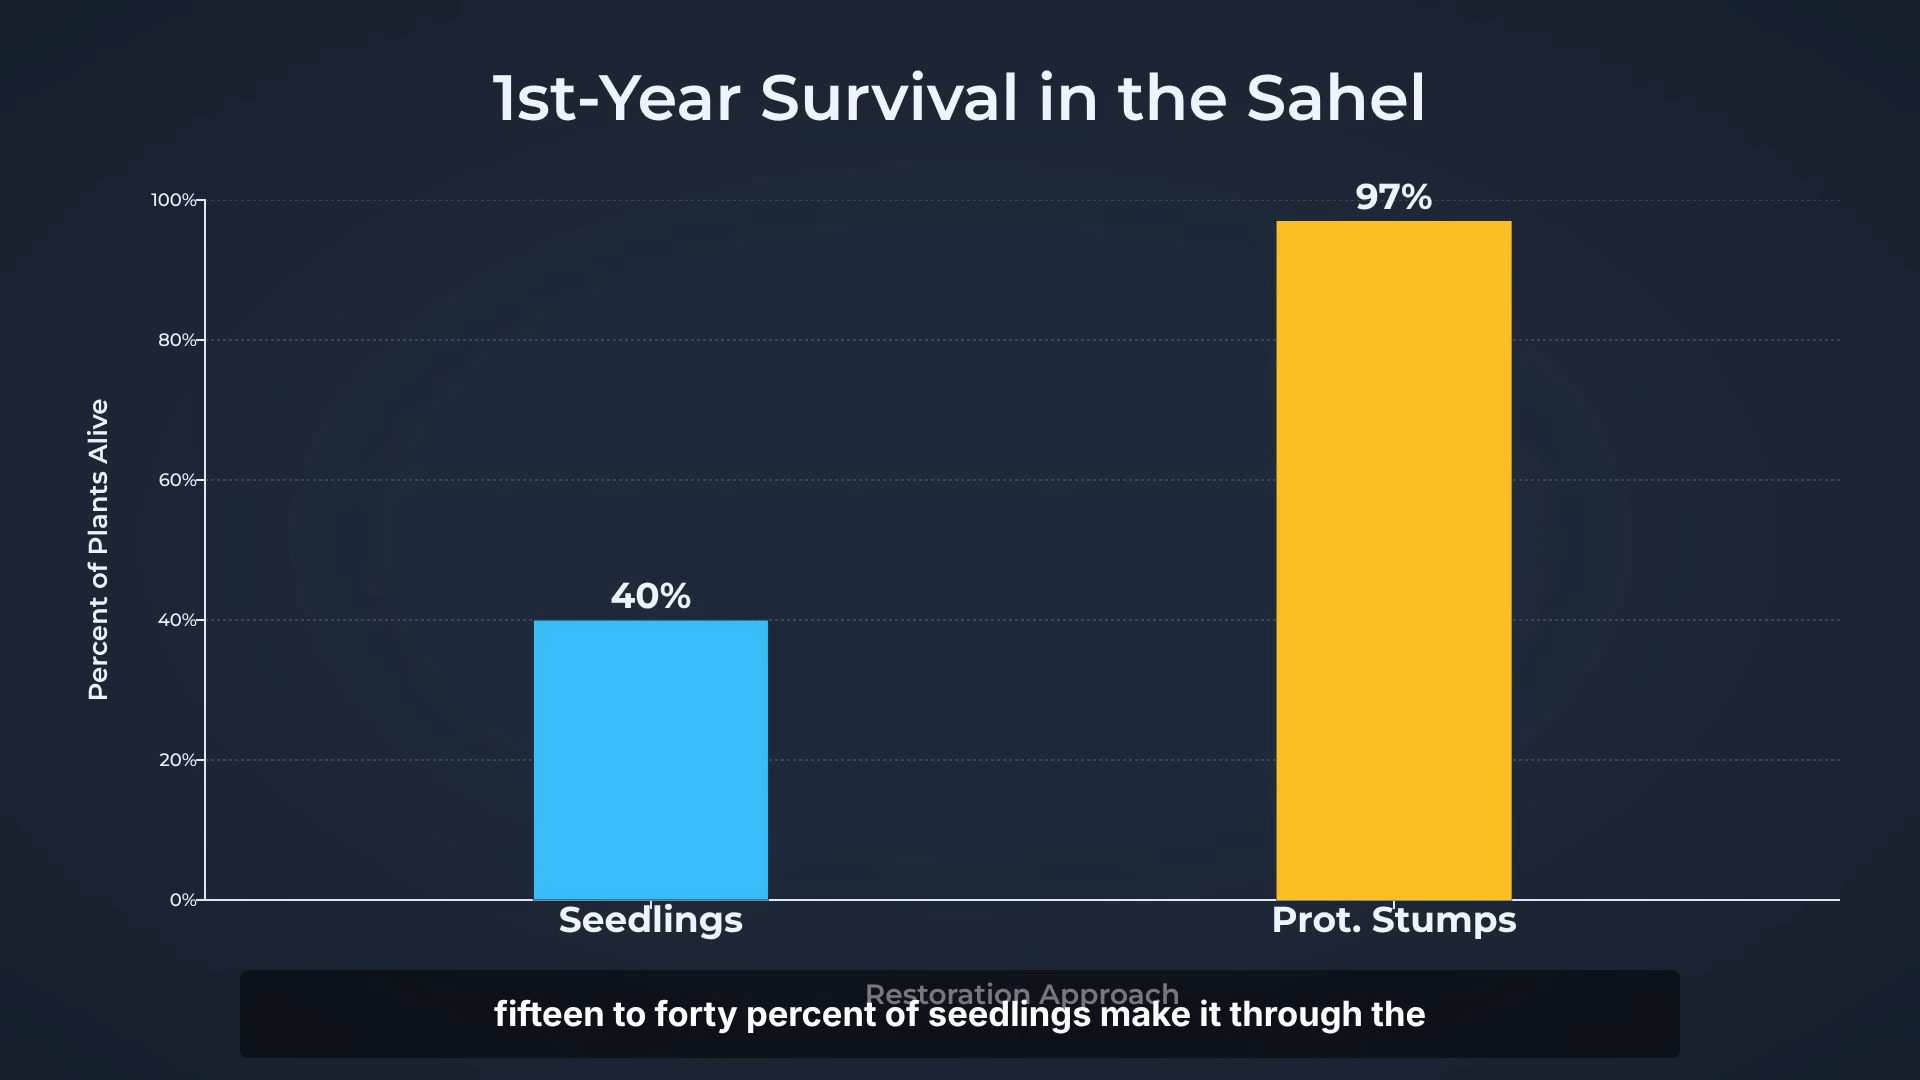 1st-Year Survival in the Sahel
Percent of Plants Alive
100%
80%
60%
40%
20%
0%
40%
97%
Seedlings
Prot. Stumps
Restoration Approach
fifteen to forty percent of seedlings make it through the